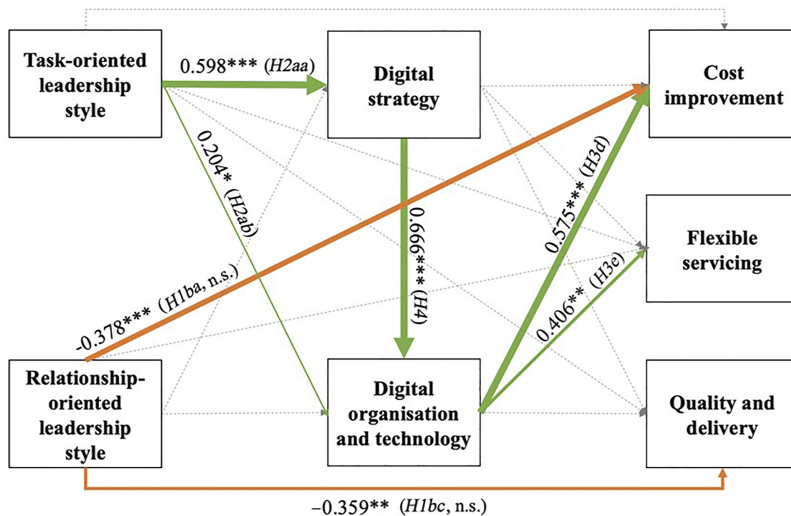 Task-oriented
leadership
style
0.598*** (H2aa)
Digital
strategy
Cost
improvement
0.204* (H2ab)
0.666*** (H4)
0.575*** (H3d)
Flexible
servicing
0.406** (H3e)
-0.378*** (H1ba, n.s.)
Relationship-
oriented
leadership
style
Digital
organisation
and technology
Quality and
delivery
−0.359** (H1bc, n.s.)